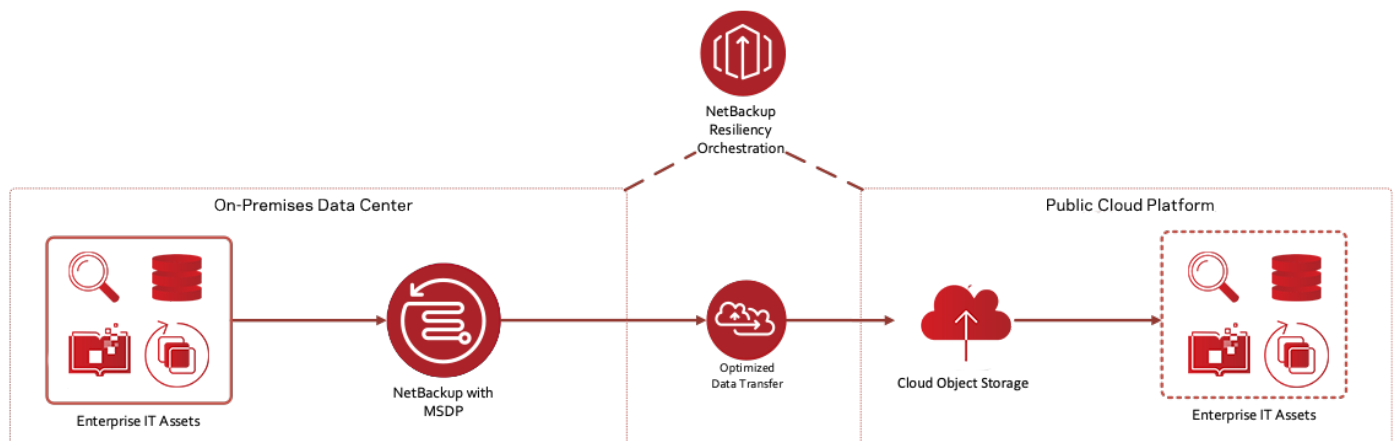 NetBackup
Resiliency
Orchestration
On-Premises Data Center
Public Cloud Platform
Enterprise IT Assets
NetBackup with
MSDP
Optimized
Data Transfer
Cloud Object Storage
Enterprise IT Assets